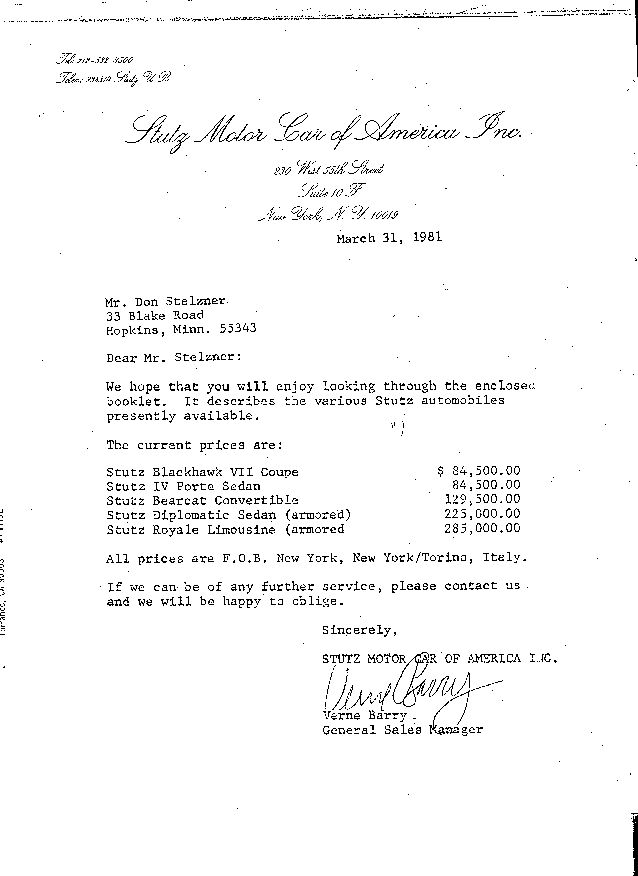 Tel: 212-582-3500
Stutz Motor Car of America Inc.
230 West 55th Street
Suite 10 F
New York, N. Y. 10019
March 31, 1981
Mr. Don Stelzner
33 Blake Road
Hopkins, Minn. 55343
Dear Mr. Stelzner:
We hope that you will enjoy looking through the enclosed
booklet. It describes the various Stutz automobiles
presently available.
The current prices are:
Stutz Blackhawk VII Coupe $ 84,500.00
Stutz IV Porte Sedan 84,500.00
Stutz Bearcat Convertible 129,500.00
Stutz Diplomatic Sedan (armored) 225,000.00
Stutz Royale Limousine (armored 285,000.00
All prices are F.O.B. New York, New York/Torino, Italy.
If we can be of any further service, please contact us
and we will be happy to oblige.
Sincerely,
STUTZ MOTOR CAR OF AMERICA INC.
Verne Barry
Verne Barry
General Sales Manager